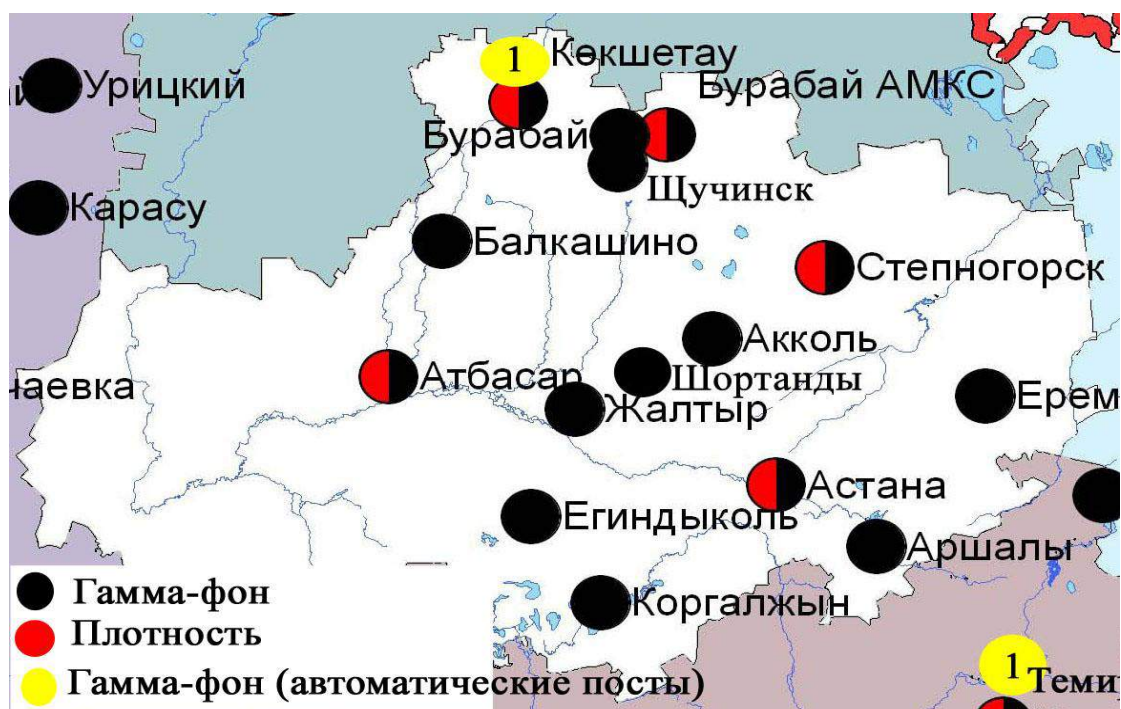 1 Көкшетау
Урицкий
Бурабай АМКС
Бурабай
Щучинск
Карасу
Балкашино
Степногорск
Акколь
Шортанды
Атбасар
чаевка
Жалтыр
Ерем
Астана
Егиндыколь
Аршалы
Коргалжын
Гамма-фон
Плотность
Гамма-фон (автоматические посты)
1 Теми